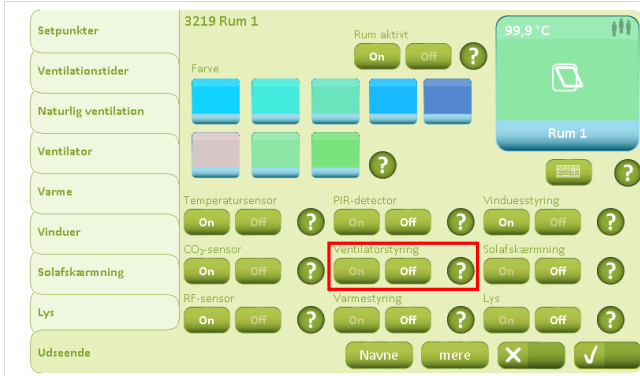 Setpunkter
Ventilationstider
Naturlig ventilation
Ventilator
Varme
Vinduer
Solafskærmning
Lys
Udseende
3219 Rum 1
Rum aktivt
On Off ?
Farve
?
99,9 °C
Rum 1
?
Temperatursensor PIR-detector Vinduesstyring
On Off ? On Off ? On Off ?
CO₂-sensor Ventilatorstyring Solafskærmning
On Off ? On Off ? On Off ?
RF-sensor Varmestyring Lys
On Off ? On Off ? On Off ?
Navne mere